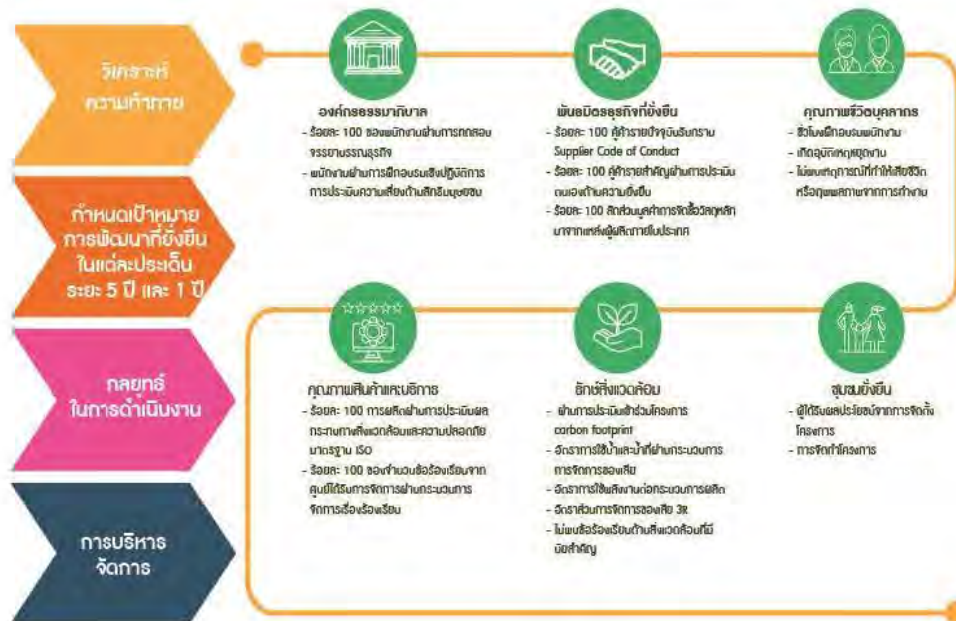 วิเคราะห์
ความท้าทาย
กำหนดเป้าหมาย
การพัฒนาที่ยั่งยืน
ในแต่ละประเด็น
ระยะ 5 ปี และ 1 ปี
กลยุทธ์
ในการดำเนินงาน
การบริหาร
จัดการ
องค์กรธรรมาภิบาล
- ร้อยละ 100 ของพนักงานผ่านการทดสอบ
จรรยาบรรณธุรกิจ
- พนักงานผ่านการฝึกอบรมเชิงปฏิบัติการ
การประเมินความเสี่ยงด้านสิทธิมนุษยชน
พันธมิตรธุรกิจที่ยั่งยืน
- ร้อยละ 100 คู่ค้ารายปัจจุบันรับทราบ
Supplier Code of Conduct
- ร้อยละ 100 คู่ค้ารายสำคัญผ่านการประเมิน
ตนเองด้านความยั่งยืน
- ร้อยละ 100 สัดส่วนมูลค่าการจัดซื้อวัสดุหลัก
มาจากแหล่งผู้ผลิตภายในประเทศ
คุณภาพชีวิตบุคลากร
- ชั่วโมงฝึกอบรมพนักงาน
- เกิดอุบัติเหตุหยุดงาน
- ไม่พบเหตุการณ์ที่ทำให้เสียชีวิต
หรือทุพพลภาพจากการทำงาน
คุณภาพสินค้าและบริการ
- ร้อยละ 100 การผลิตผ่านการประเมินผล
กระทบทางสิ่งแวดล้อมและความปลอดภัย
มาตรฐาน ISO
- ร้อยละ 100 ของจำนวนข้อร้องเรียนจาก
ศูนย์ได้รับการจัดการผ่านกระบวนการ
จัดการเรื่องร้องเรียน
รักษ์สิ่งแวดล้อม
- ผ่านการประเมินเข้าร่วมโครงการ
carbon footprint
- อัตราการใช้น้ำและน้ำที่ผ่านกระบวนการ
การจัดการของเสีย
- อัตราการใช้พลังงานต่อกระบวนการผลิต
- อัตราส่วนการจัดการของเสีย 3R
- ไม่พบข้อร้องเรียนด้านสิ่งแวดล้อมที่มี
นัยสำคัญ
ชุมชนยั่งยืน
- ผู้ได้รับผลประโยชน์จากการจัดตั้ง
โครงการ
- การจัดทำโครงการ